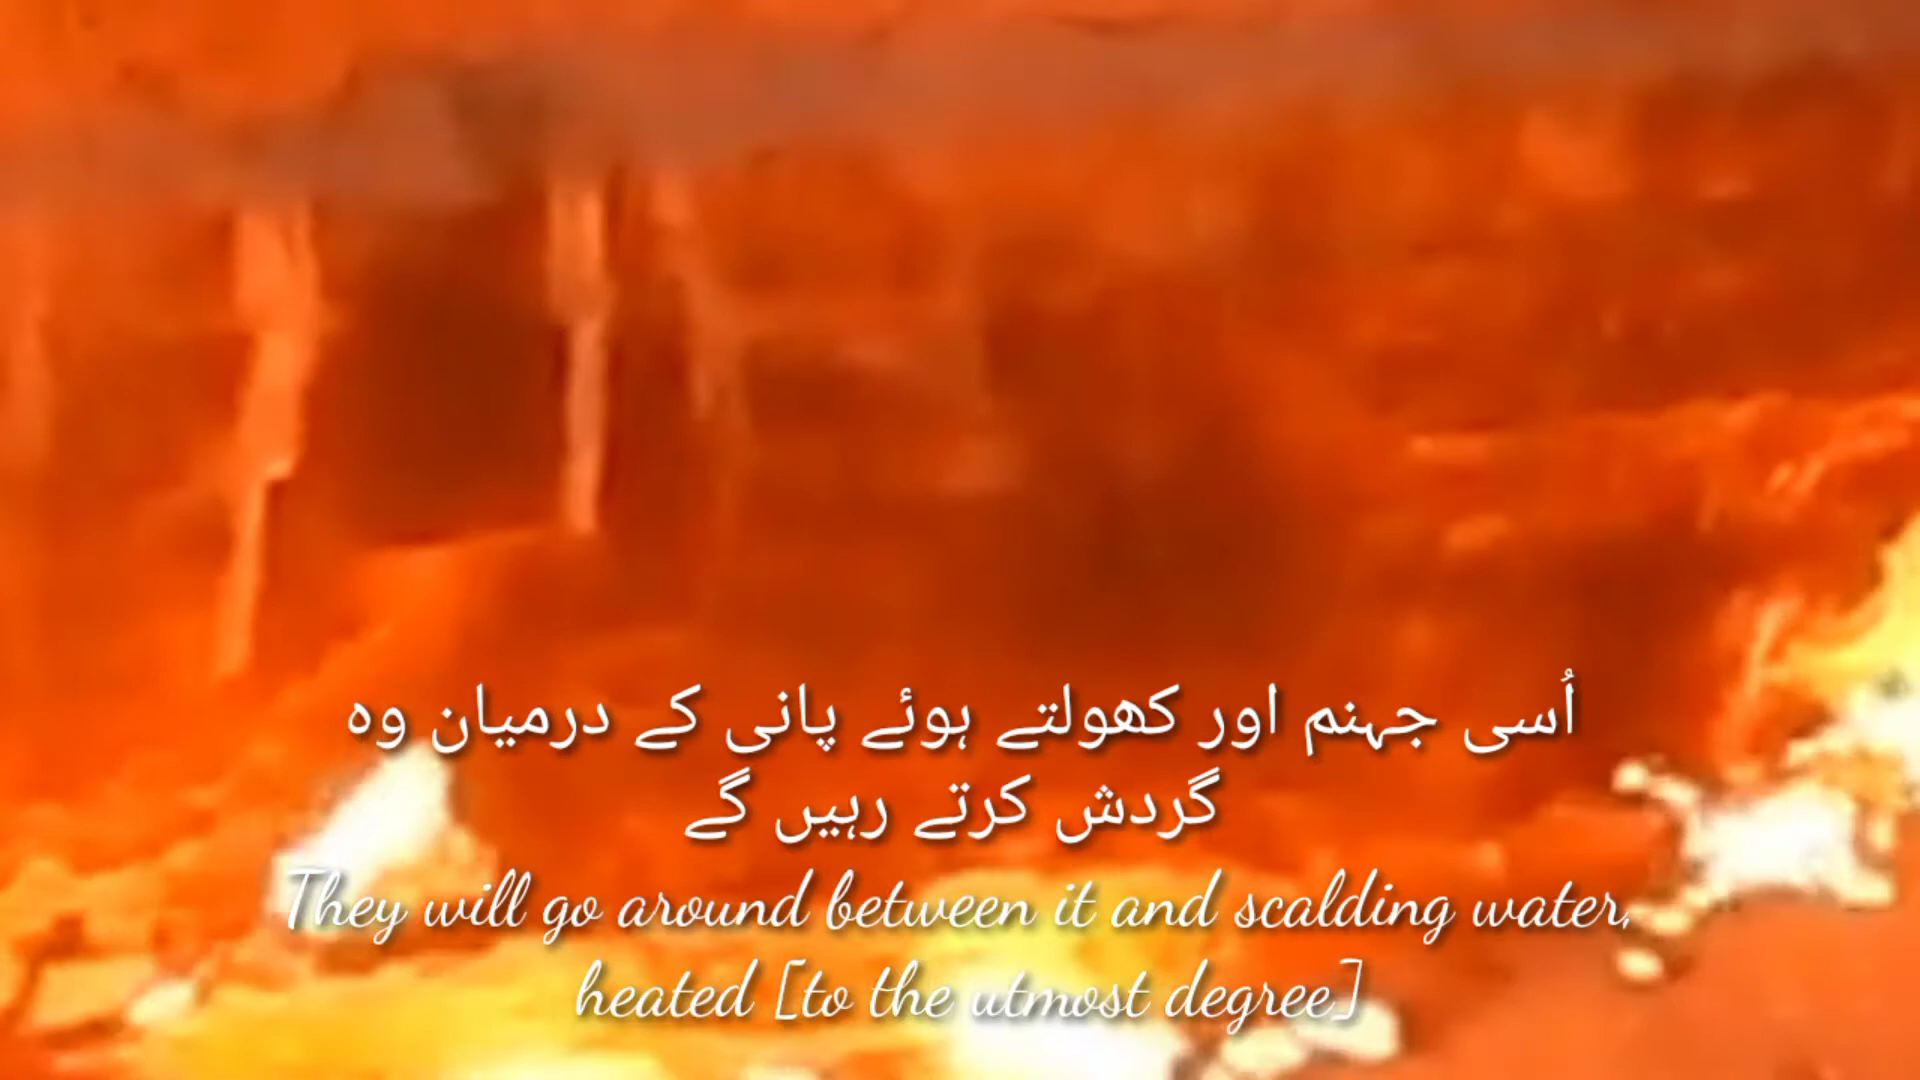 اُسی جہنم اور کھولتے ہوئے پانی کے درمیان وہ
گردش کرتے رہیں گے
They will go around between it and scalding water,
heated [to the utmost degree]